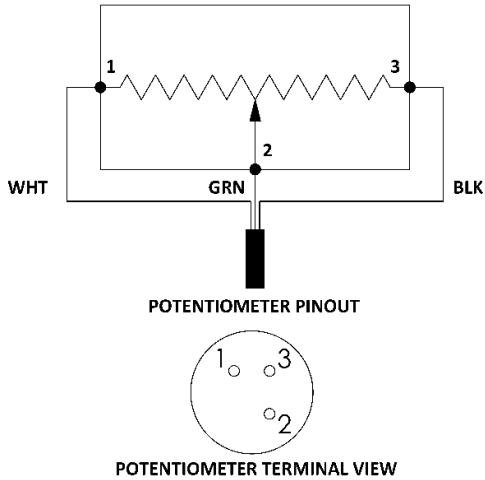 1 3
2
WHT GRN BLK
POTENTIOMETER PINOUT
1 3
2
POTENTIOMETER TERMINAL VIEW